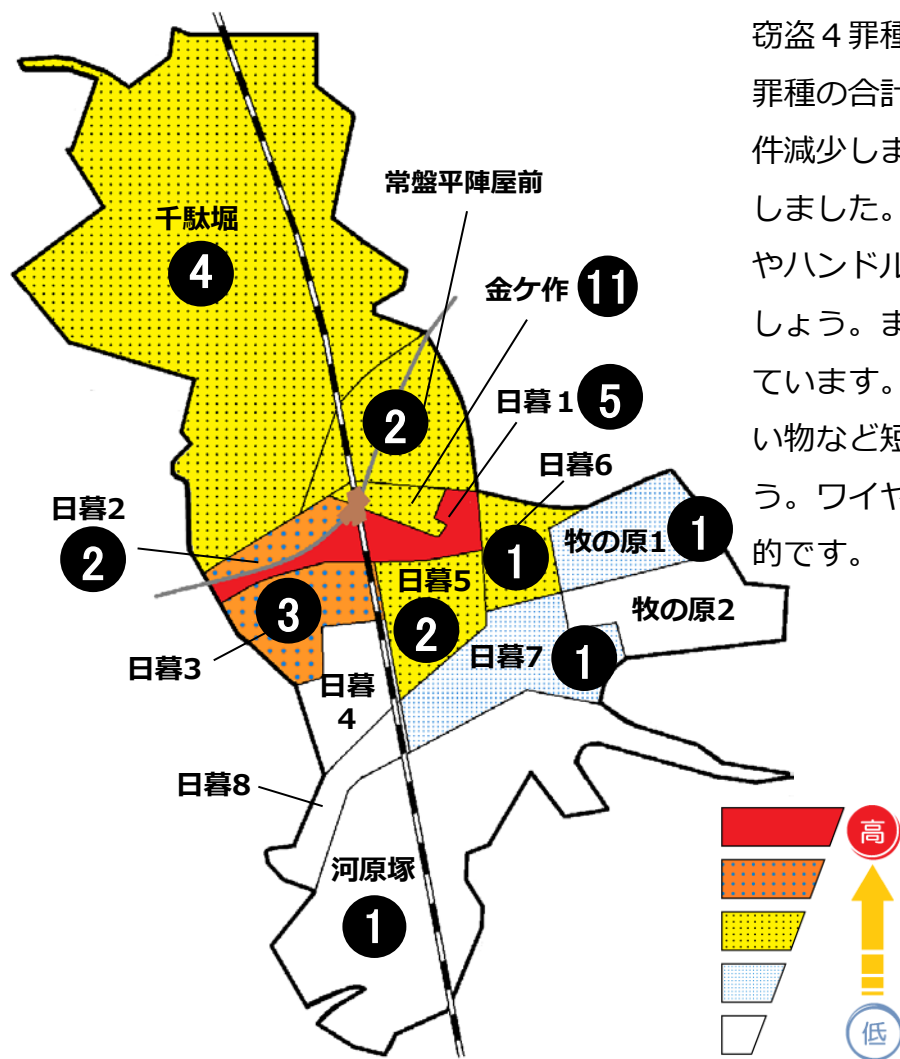 窃盗４罪種
罪種の合計
件減少しま
しました。
やハンドル
しょう。ま
ています。
い物など短
う。ワイヤ
的です。
常盤平陣屋前
2
千駄堀
4
金ケ作 11
日暮１ 5
日暮6
1
日暮2
2
牧の原1 1
牧の原2
日暮5
2
3
日暮3
日暮7 1
日暮
4
日暮8
河原塚
1
高
低